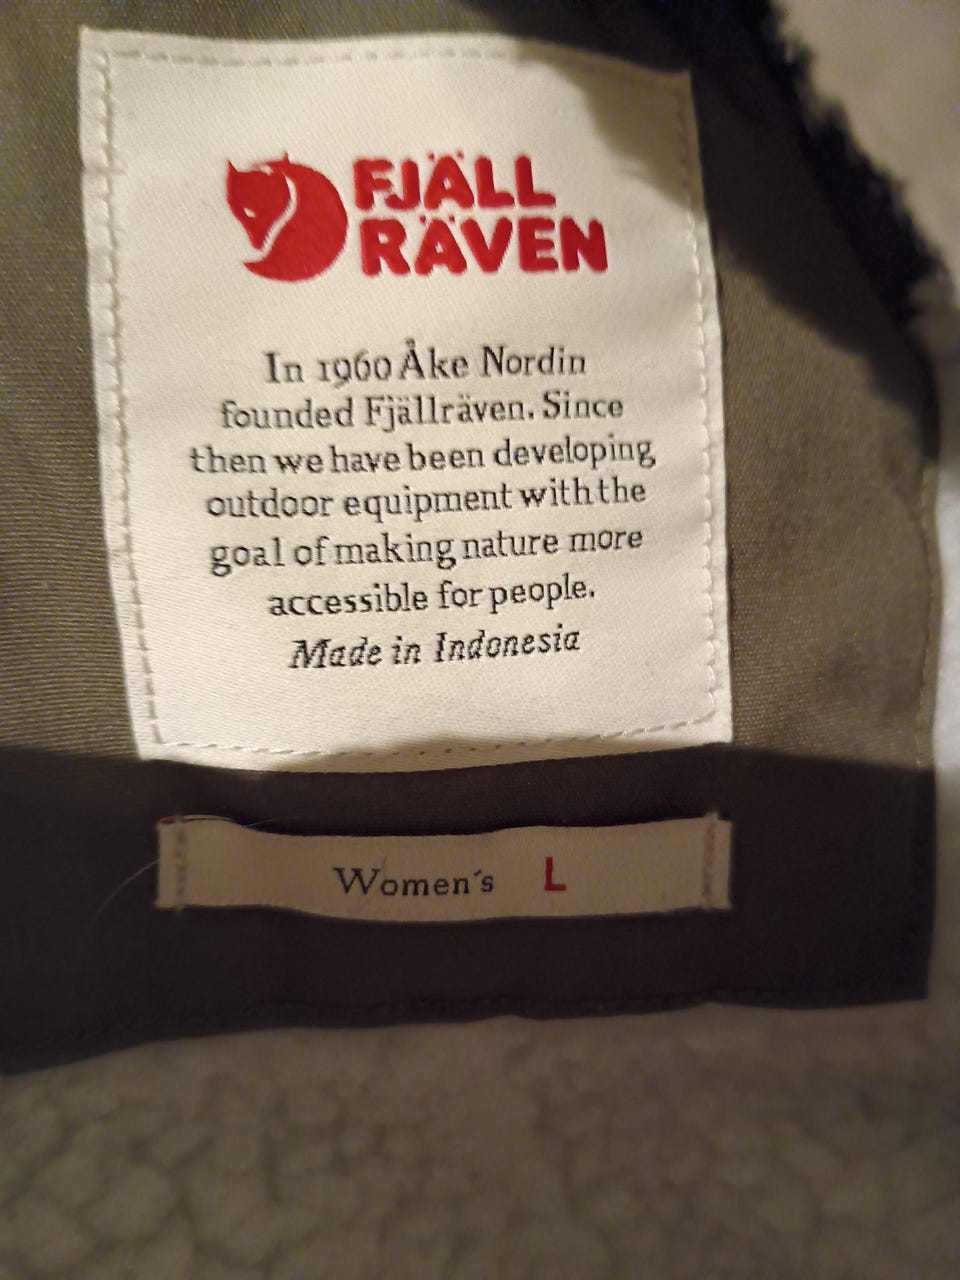 FJÄLL
RÄVEN
In 1960 Åke Nordin
founded Fjällräven. Since
then we have been developing
outdoor equipment with the
goal of making nature more
accessible for people.
Made in Indonesia
Women´s L